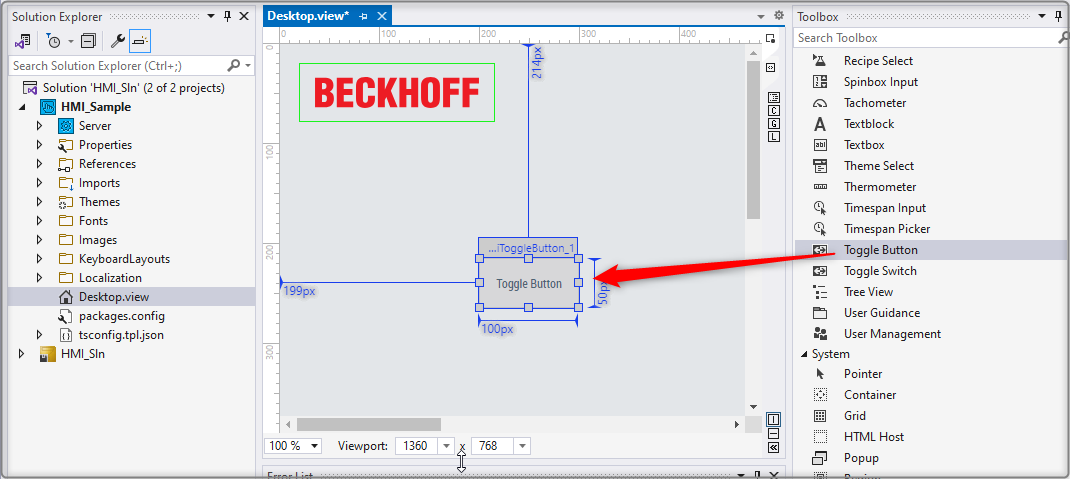 Solution Explorer
Search Solution Explorer (Ctrl+;)
Solution 'HMI_Sln' (2 of 2 projects)
HMI_Sample
Server
Properties
References
Imports
Themes
Fonts
Images
KeyboardLayouts
Localization
Desktop.view
packages.config
tsconfig.tpl.json
HMI_Sln
Desktop.view*
0
100
200
300
400
0
100
200
300
214px
BECKHOFF
...iToggleButton_1
Toggle Button
199px
50px
100px
C
G
L
100 %
Viewport:
1360
x
768
Error List
Toolbox
Search Toolbox
Recipe Select
Spinbox Input
Tachometer
A Textblock
Textbox
Theme Select
Thermometer
Timespan Input
Timespan Picker
Toggle Button
Toggle Switch
Tree View
User Guidance
User Management
System
Pointer
Container
Grid
HTML Host
Popup